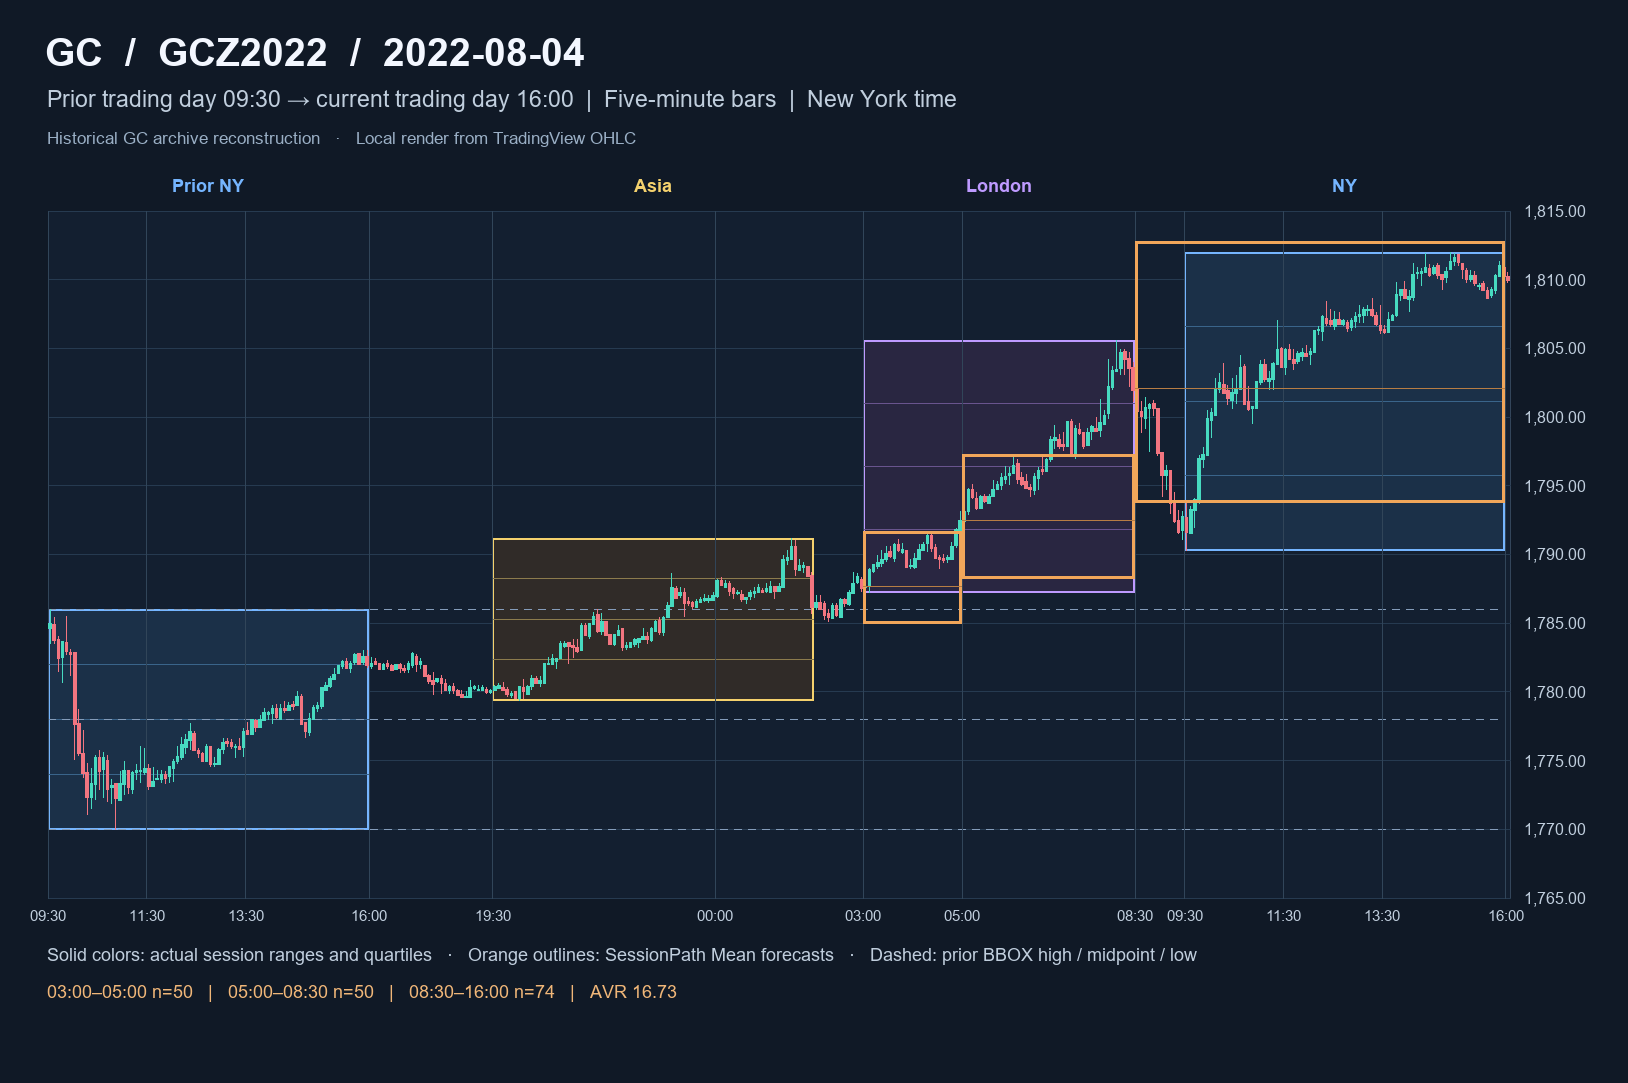 GC / GCZ2022 / 2022-08-04
Prior trading day 09:30 → current trading day 16:00 | Five-minute bars | New York time
Historical GC archive reconstruction · Local render from TradingView OHLC
Prior NY Asia London NY
1,815.00
1,810.00
1,805.00
1,800.00
1,795.00
1,790.00
1,785.00
1,780.00
1,775.00
1,770.00
1,765.00
09:30 11:30 13:30 16:00 19:30 00:00 03:00 05:00 08:30 09:30 11:30 13:30 16:00
Solid colors: actual session ranges and quartiles · Orange outlines: SessionPath Mean forecasts · Dashed: prior BBOX high / midpoint / low
03:00–05:00 n=50 | 05:00–08:30 n=50 | 08:30–16:00 n=74 | AVR 16.73